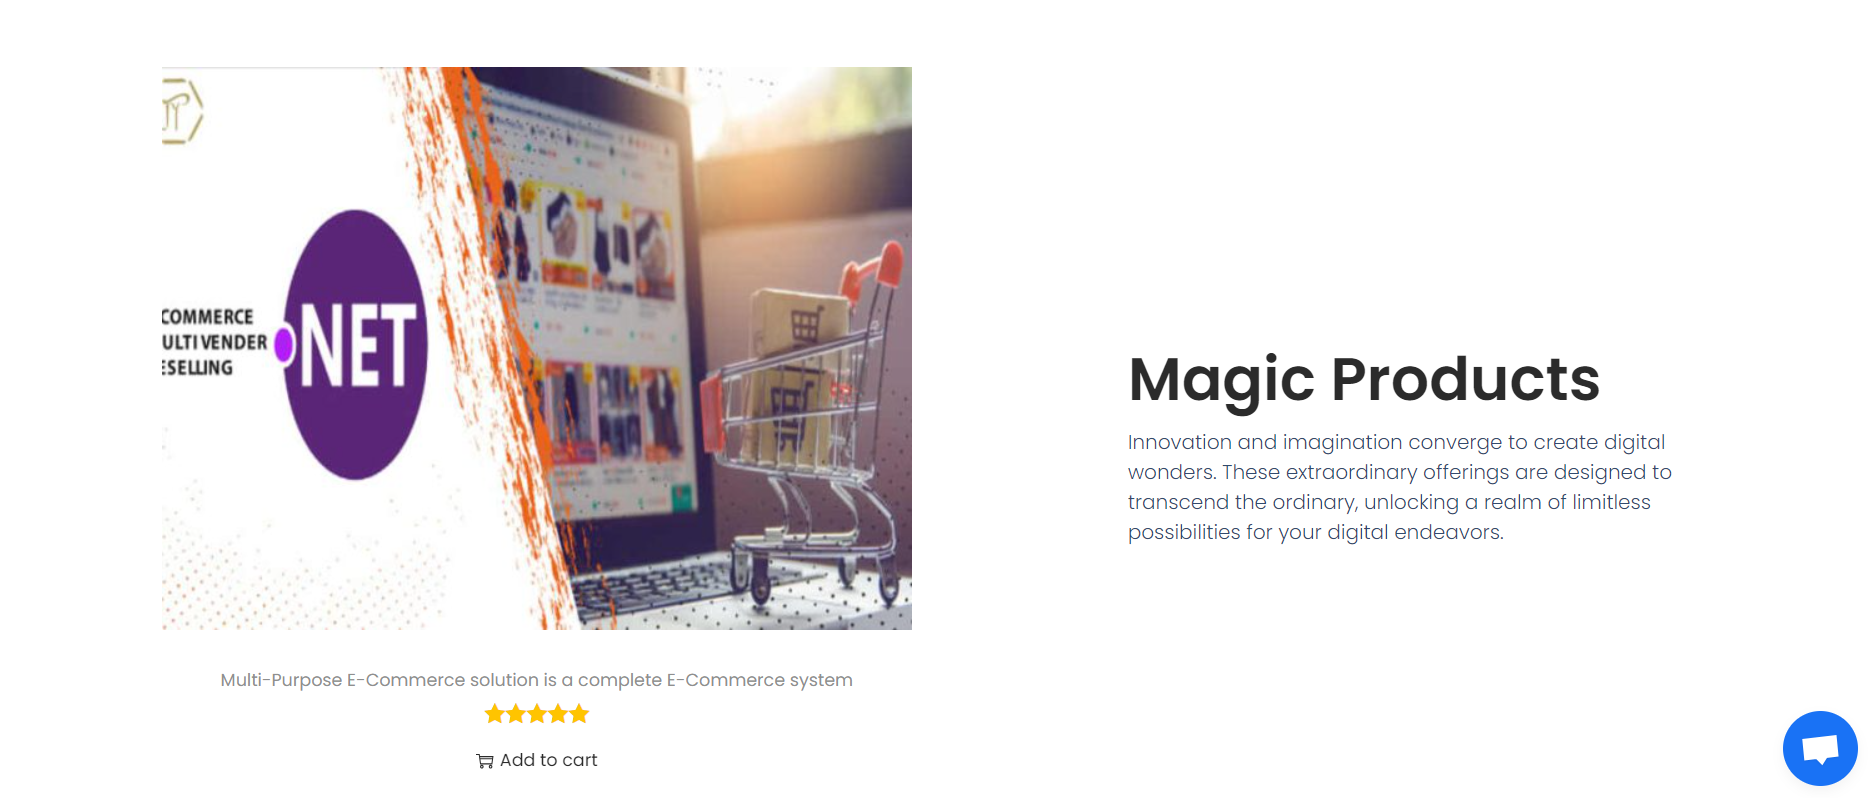 COMMERCE
ULTI VENDER
ESELLING
NET
Multi-Purpose E-Commerce solution is a complete E-Commerce system
Add to cart
Magic Products
Innovation and imagination converge to create digital
wonders. These extraordinary offerings are designed to
transcend the ordinary, unlocking a realm of limitless
possibilities for your digital endeavors.